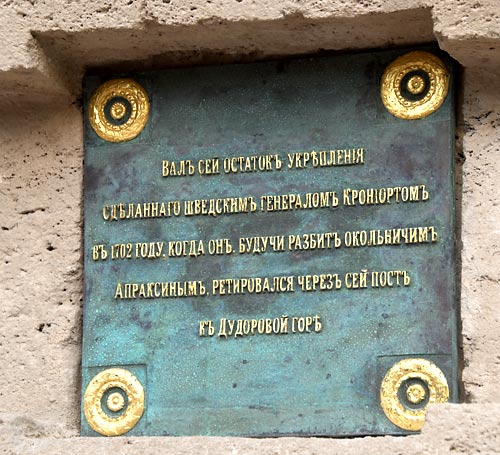 Валъ сей остатокъ укрѣпленія
сдѣланнаго шведскимъ генераломъ Кроніортомъ
въ 1702 году, когда онъ, будучи разбитъ окольничимъ
Апраксинымъ, ретировался черезъ сей постъ
къ Дудоровой горѣ